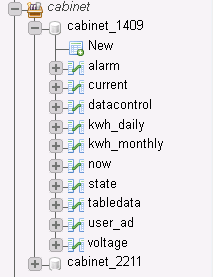 cabinet
cabinet_1409
New
alarm
current
datacontrol
kwh_daily
kwh_monthly
now
state
tabledata
user_ad
voltage
cabinet_2211